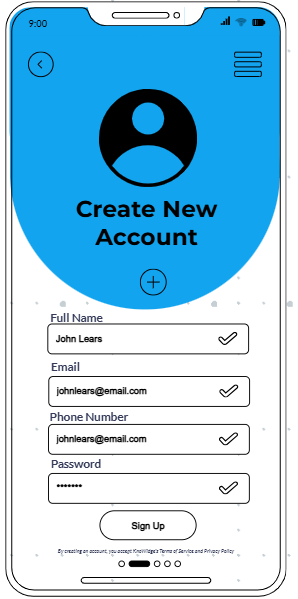 9:00
Create New
Account
Full Name
John Lears
Email
johnlears@email.com
Phone Number
johnlears@email.com
Password
•••••••
Sign Up
By creating an account, you accept Terms of Service and Privacy Policy